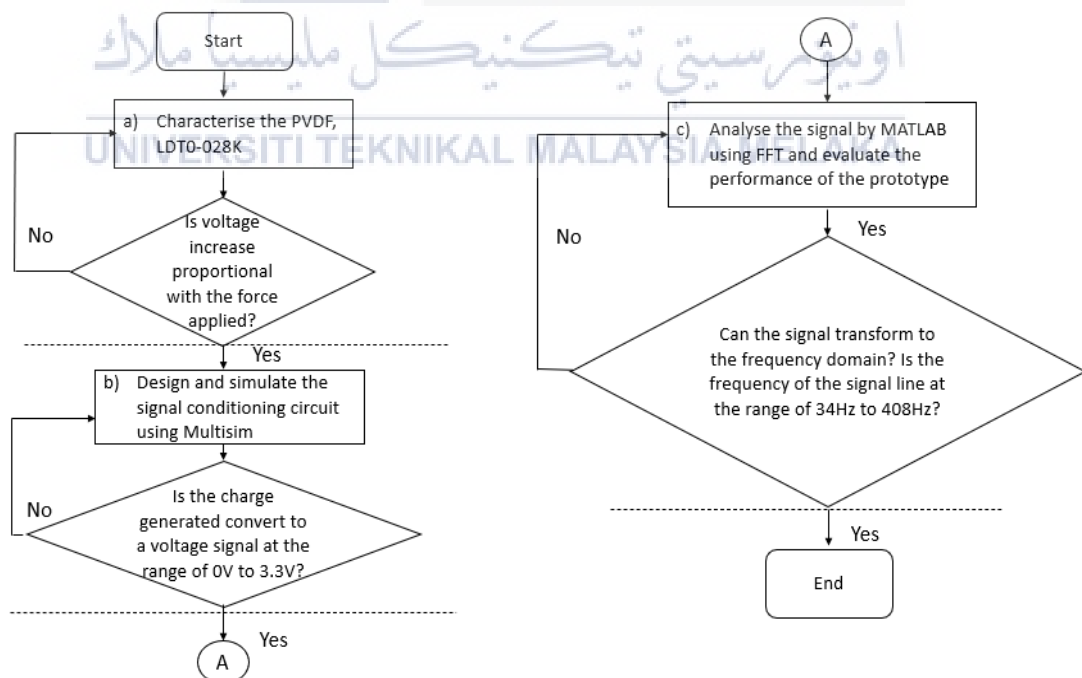 Start
a) Characterise the PVDF,
LDT0-028K
Is voltage
increase
proportional
with the force
applied?
No
Yes
b) Design and simulate the
signal conditioning circuit
using Multisim
Is the charge
generated convert to
a voltage signal at the
range of 0V to 3.3V?
No
Yes
A
A
c) Analyse the signal by MATLAB
using FFT and evaluate the
performance of the prototype
Yes
No
Can the signal transform to
the frequency domain? Is the
frequency of the signal line at
the range of 34Hz to 408Hz?
Yes
End
اونيۏرسيتي تيكنيكل مليسيا ملاك
UNIVERSITI TEKNIKAL MALAYSIA MELAKA